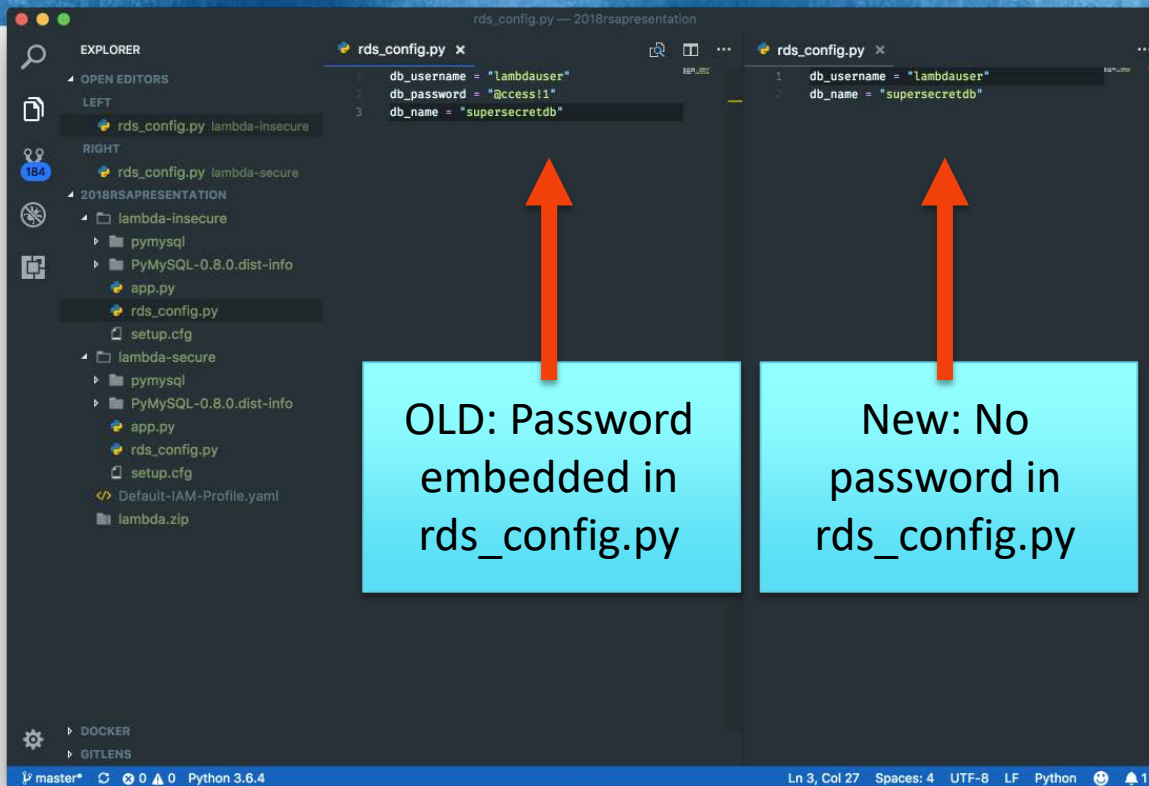 rds_config.py — 2018rsapresentation
EXPLORER
OPEN EDITORS
LEFT
rds_config.py lambda-insecure
RIGHT
rds_config.py lambda-secure
184
2018RSAPRESENTATION
lambda-insecure
pymysql
PyMySQL-0.8.0.dist-info
app.py
rds_config.py
setup.cfg
lambda-secure
pymysql
PyMySQL-0.8.0.dist-info
app.py
rds_config.py
setup.cfg
Default-IAM-Profile.yaml
lambda.zip
DOCKER
GITLENS
rds_config.py
1 db_username = "lambdauser"
2 db_password = "@ccess!1"
3 db_name = "supersecretdb"
rds_config.py
1 db_username = "lambdauser"
2 db_name = "supersecretdb"
OLD: Password
embedded in
rds_config.py
New: No
password in
rds_config.py
master* 0 0 Python 3.6.4
Ln 3, Col 27 Spaces: 4 UTF-8 LF Python 1